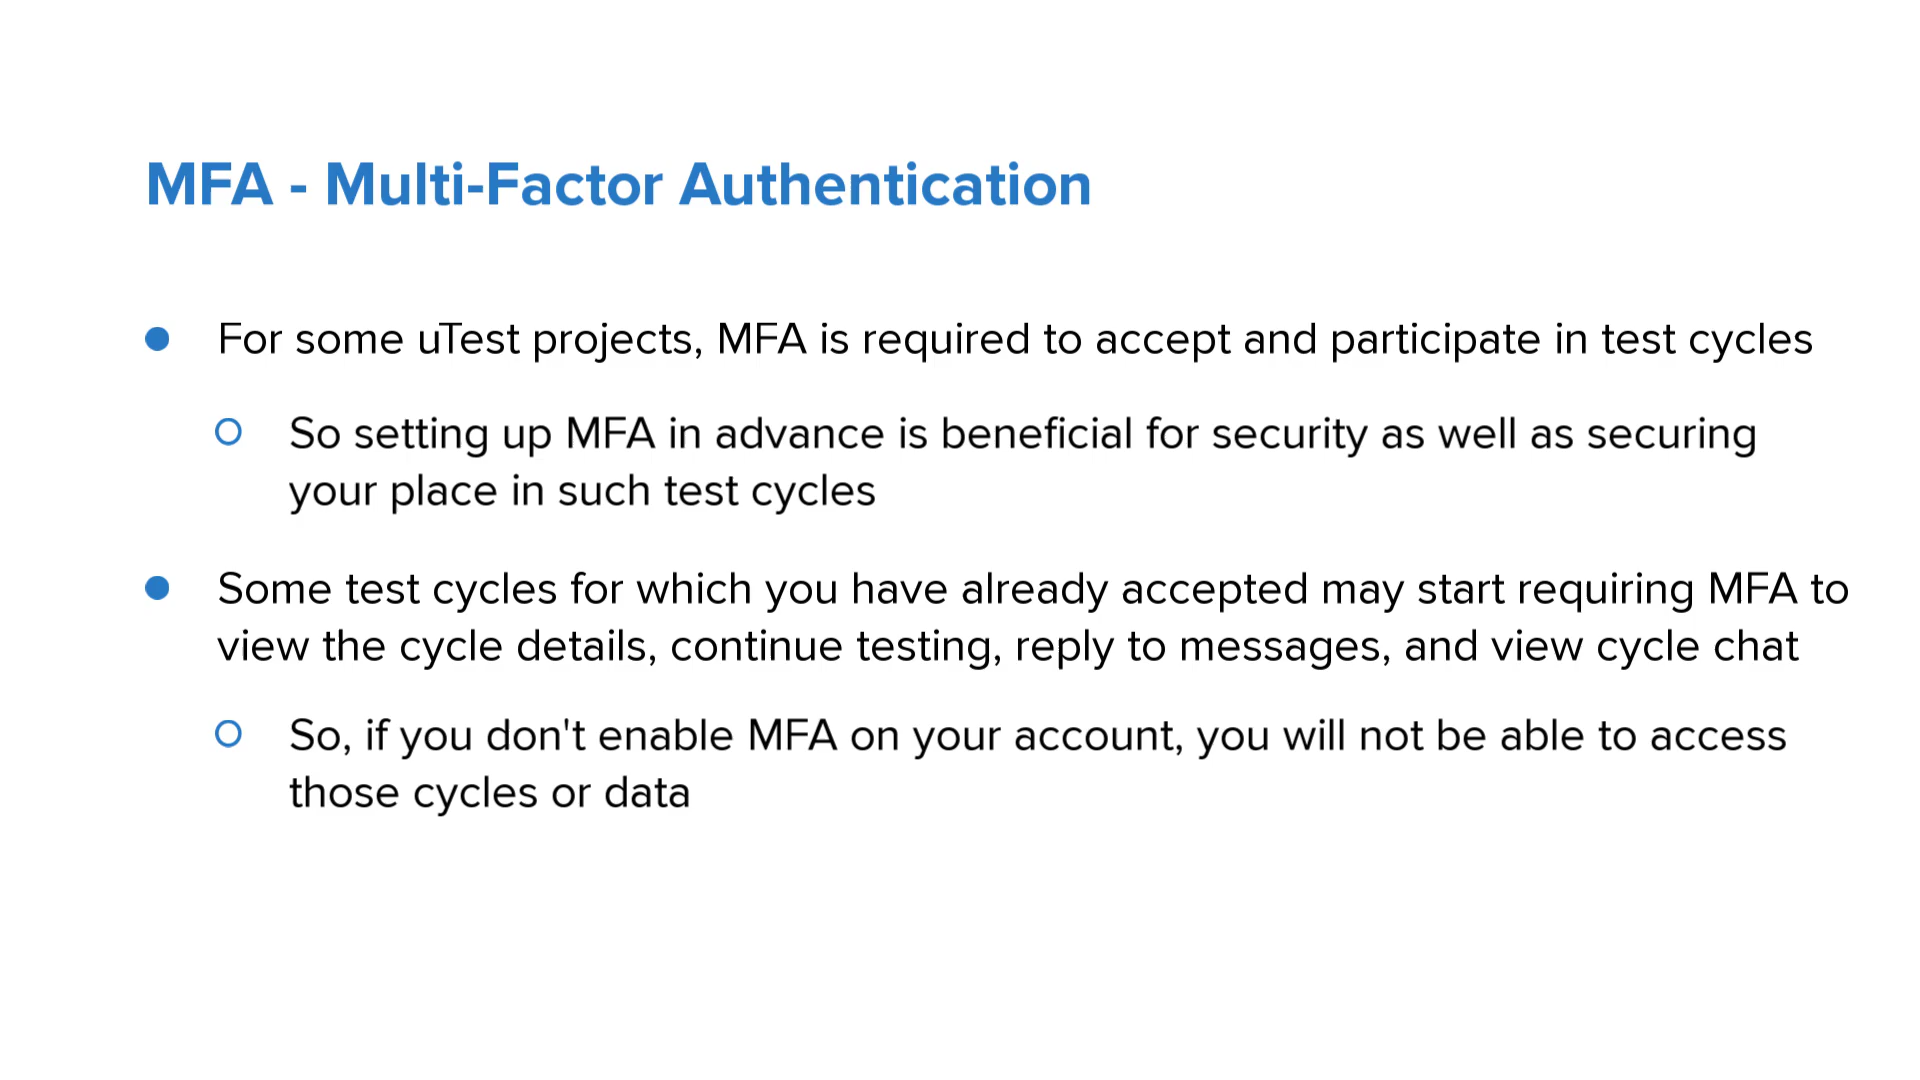 MFA - Multi-Factor Authentication
For some uTest projects, MFA is required to accept and participate in test cycles
So setting up MFA in advance is beneficial for security as well as securing
your place in such test cycles
Some test cycles for which you have already accepted may start requiring MFA to
view the cycle details, continue testing, reply to messages, and view cycle chat
So, if you don't enable MFA on your account, you will not be able to access
those cycles or data